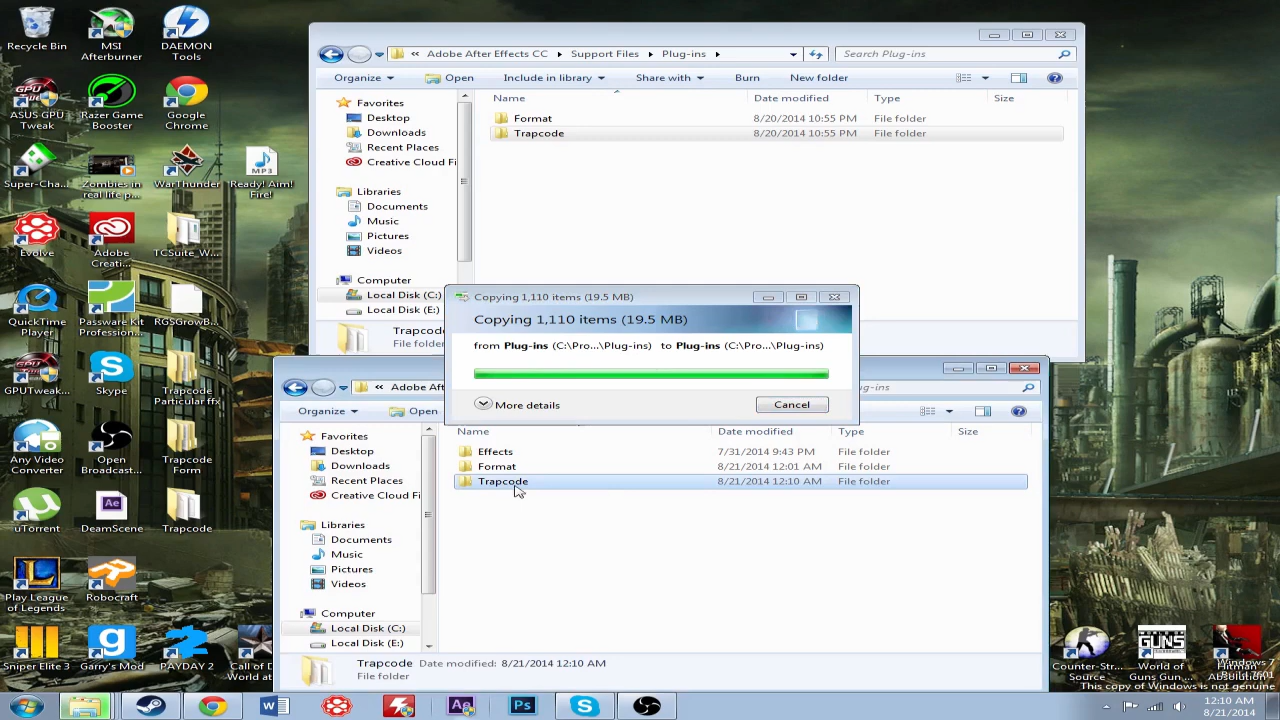 Recycle Bin
MSI
Afterburner
DAEMON
Tools
ASUS GPU
Tweak
Razer Game
Booster
Google
Chrome
Super-Cha...
Zombies in
real life p...
WarThunder
MP3
Ready! Aim!
Fire!
Evolve
Adobe
Creati...
TCSuite_W...
QuickTime
Player
Passware Kit
Profession...
RGSGrowB...
GPUTweak...
Skype
Trapcode
Particular ffx
Any Video
Converter
Open
Broadcast...
Trapcode
Form
uTorrent
Ae
DeamScene
Trapcode
Play League
of Legends
Robocraft
Sniper Elite 3
Garry's Mod
PAYDAY 2
Call of D
World at
« Adobe After Effects CC ▸ Support Files ▸ Plug-ins ▸
Search Plug-ins
Organize
Open
Include in library
Share with
Burn
New folder
Name
Date modified
Type
Size
Favorites
Desktop
Downloads
Recent Places
Creative Cloud Fi
Libraries
Documents
Music
Pictures
Videos
Computer
Local Disk (C:)
Local Disk (E:)
Format
8/20/2014 10:55 PM
File folder
Trapcode
8/20/2014 10:55 PM
File folder
Trapcod
File folde
Copying 1,110 items (19.5 MB)
Copying 1,110 items (19.5 MB)
from Plug-ins (C:\Pro...\Plug-ins) to Plug-ins (C:\Pro...\Plug-ins)
More details
Cancel
« Adobe Aft
g-ins
Organize
Open
Name
Date modified
Type
Size
Favorites
Desktop
Downloads
Recent Places
Creative Cloud Fi
Libraries
Documents
Music
Pictures
Videos
Computer
Local Disk (C:)
Local Disk (E:)
Effects
7/31/2014 9:43 PM
File folder
Format
8/21/2014 12:01 AM
File folder
Trapcode
8/21/2014 12:10 AM
File folder
Trapcode Date modified: 8/21/2014 12:10 AM
File folder
Counter-Str...
Source
GUNS
World of
Guns Gun ...
Hitman
Absolution
Windows 7
This copy of Windows is not genuine
W
Ae
Ps
12:10 AM
8/21/2014